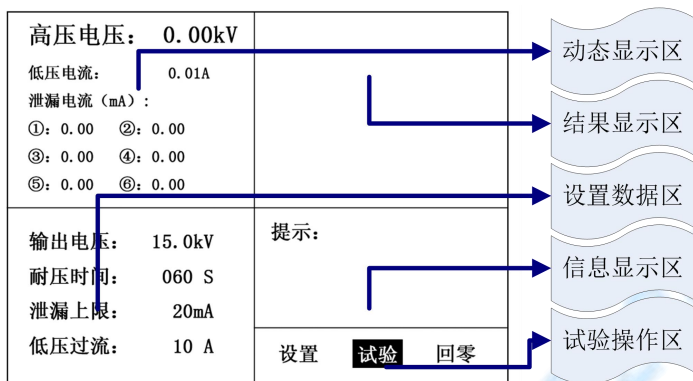 高压电压： 0.00kV
低压电流： 0.01A
泄漏电流（mA）：
①：0.00 ②：0.00
③：0.00 ④：0.00
⑤：0.00 ⑥：0.00
输出电压： 15.0kV
耐压时间： 060 S
泄漏上限： 20mA
低压过流： 10 A
提示：
设置 试验 回零
动态显示区
结果显示区
设置数据区
信息显示区
试验操作区